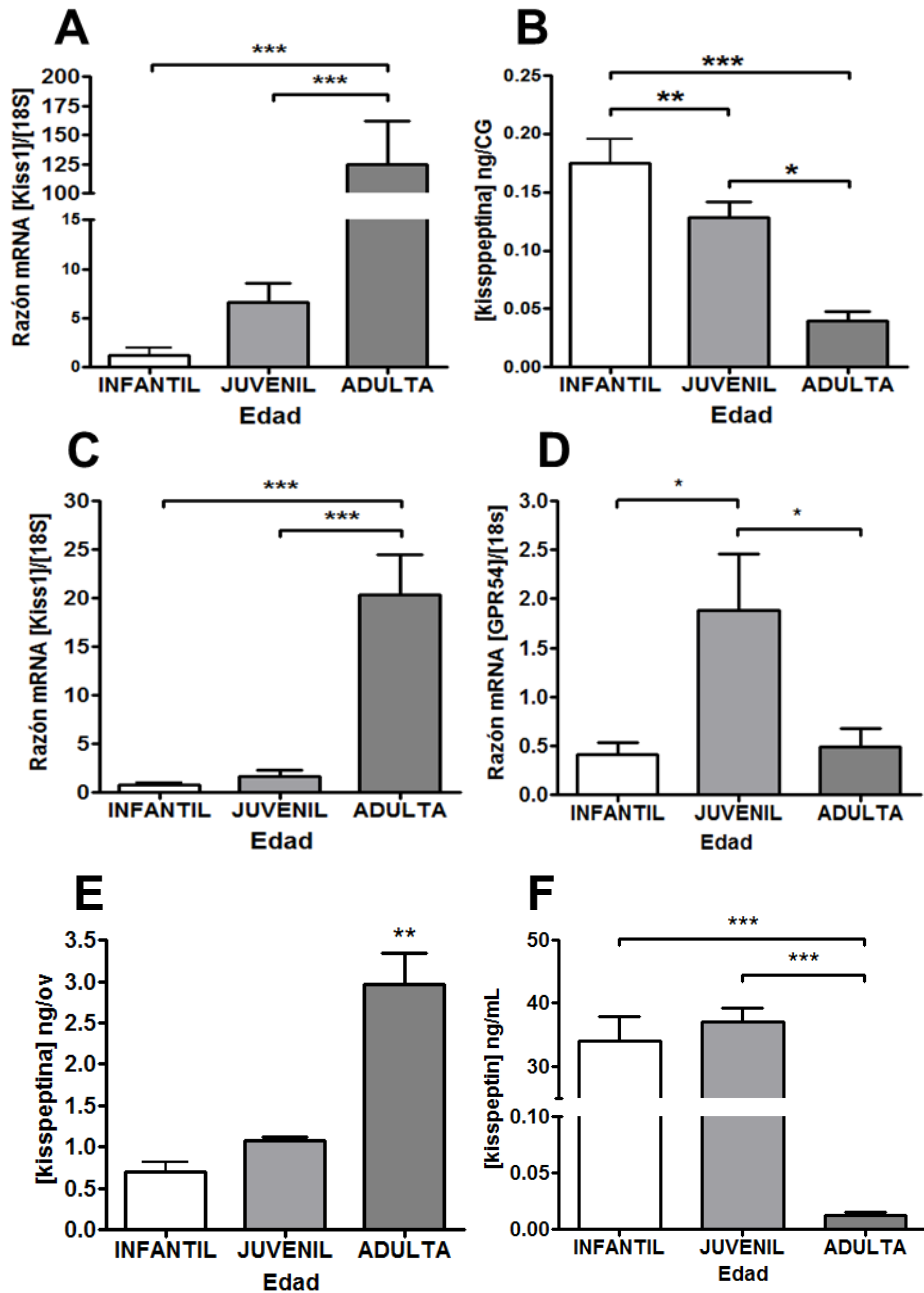 A
Razón mRNA [Kiss1]/[18S]
200
175
150
125
100
15
10
5
0
***
***
INFANTIL JUVENIL ADULTA
Edad
B
[kissppeptina] ng/CG
0.25
0.20
0.15
0.10
0.05
0.00
***
**
*
INFANTIL JUVENIL ADULTA
Edad
C
Razón mRNA [Kiss1]/[18S]
30
25
20
15
10
5
0
***
***
INFANTIL JUVENIL ADULTA
Edad
D
Razón mRNA [GPR54]/[18s]
3.0
2.5
2.0
1.5
1.0
0.5
0.0
*
*
INFANTIL JUVENIL ADULTA
Edad
E
[kisspeptina] ng/ov
3.5
3.0
2.5
2.0
1.5
1.0
0.5
0.0
**
INFANTIL JUVENIL ADULTA
Edad
F
[kisspeptin] ng/mL
50
40
30
0.10
0.05
0.00
***
***
INFANTIL JUVENIL ADULTA
Edad